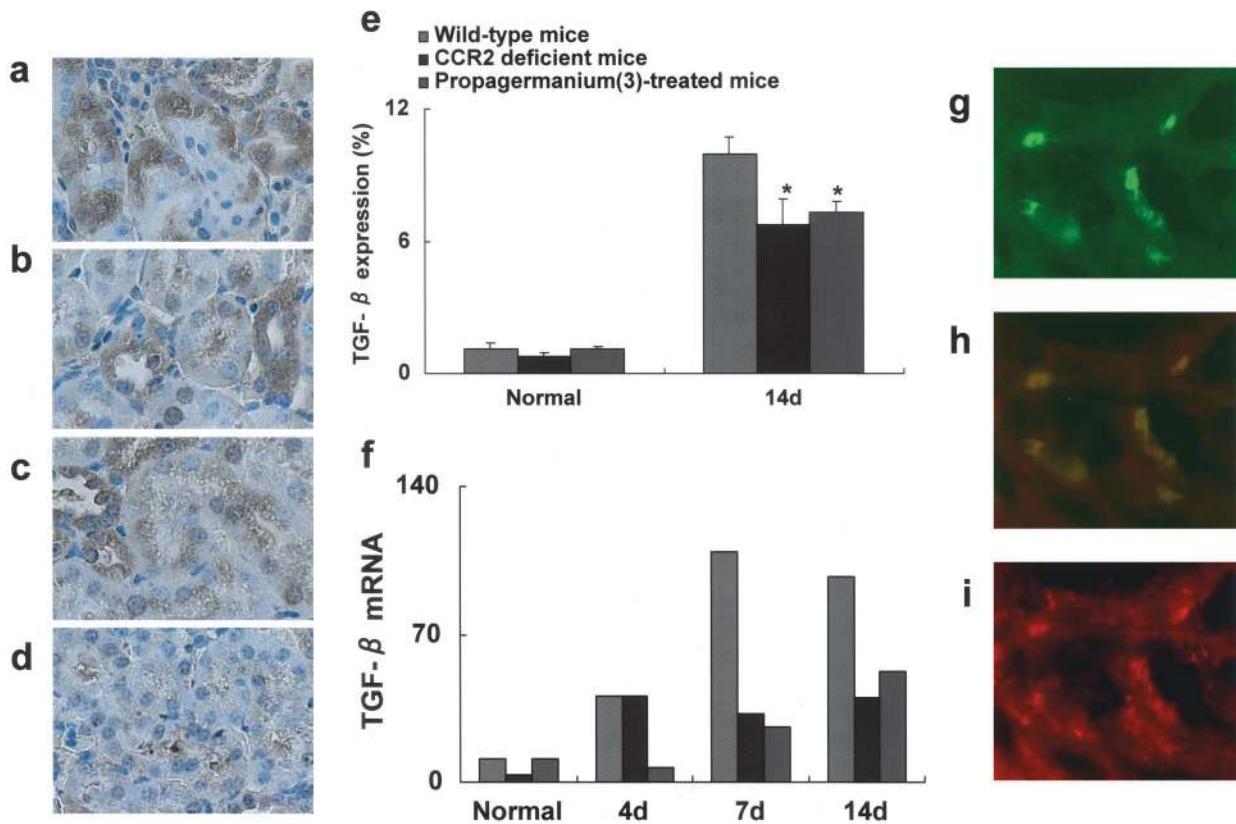 a
b
c
d
e
Wild-type mice
CCR2 deficient mice
Propagermanium(3)-treated mice
TGF-β expression (%)
12
6
0
*
*
Normal
14d
f
TGF-β mRNA
140
70
0
Normal
4d
7d
14d
g
h
i